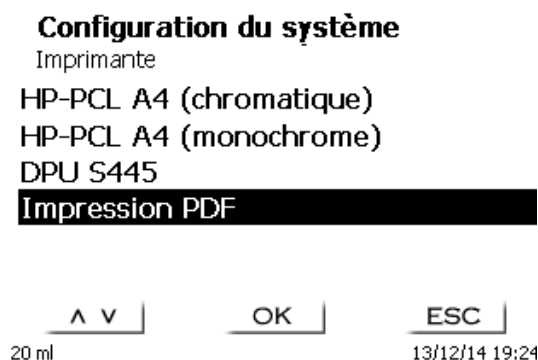 Configuration du système
Imprimante
HP-PCL A4 (chromatique)
HP-PCL A4 (monochrome)
DPU S445
Impression PDF
∧ ∨ OK ESC
20 ml 13/12/14 19:24